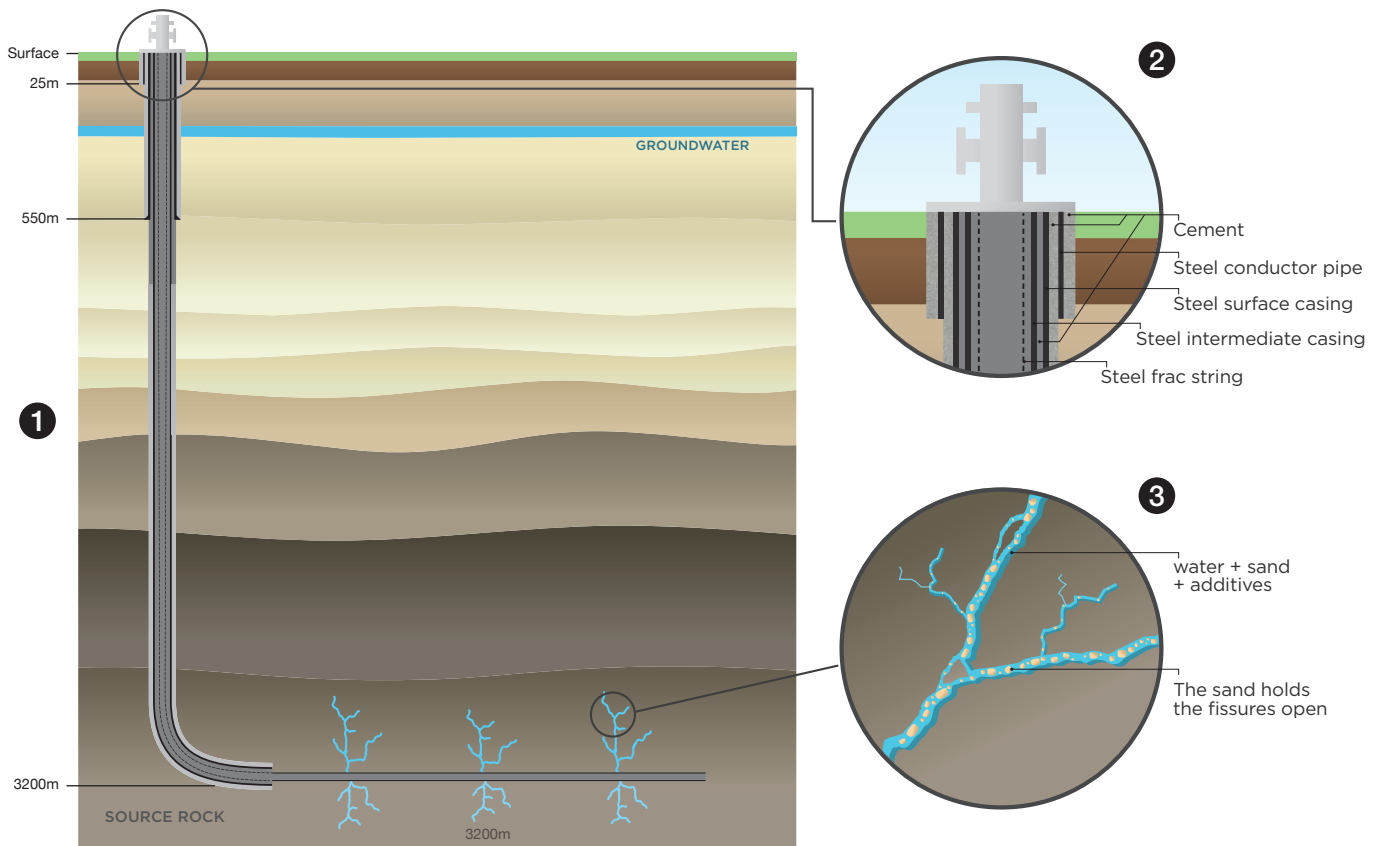 Surface
25m
GROUNDWATER
550m
1
3200m
SOURCE ROCK
3200m
2
Cement
Steel conductor pipe
Steel surface casing
Steel intermediate casing
Steel frac string
3
water + sand
+ additives
The sand holds
the fissures open